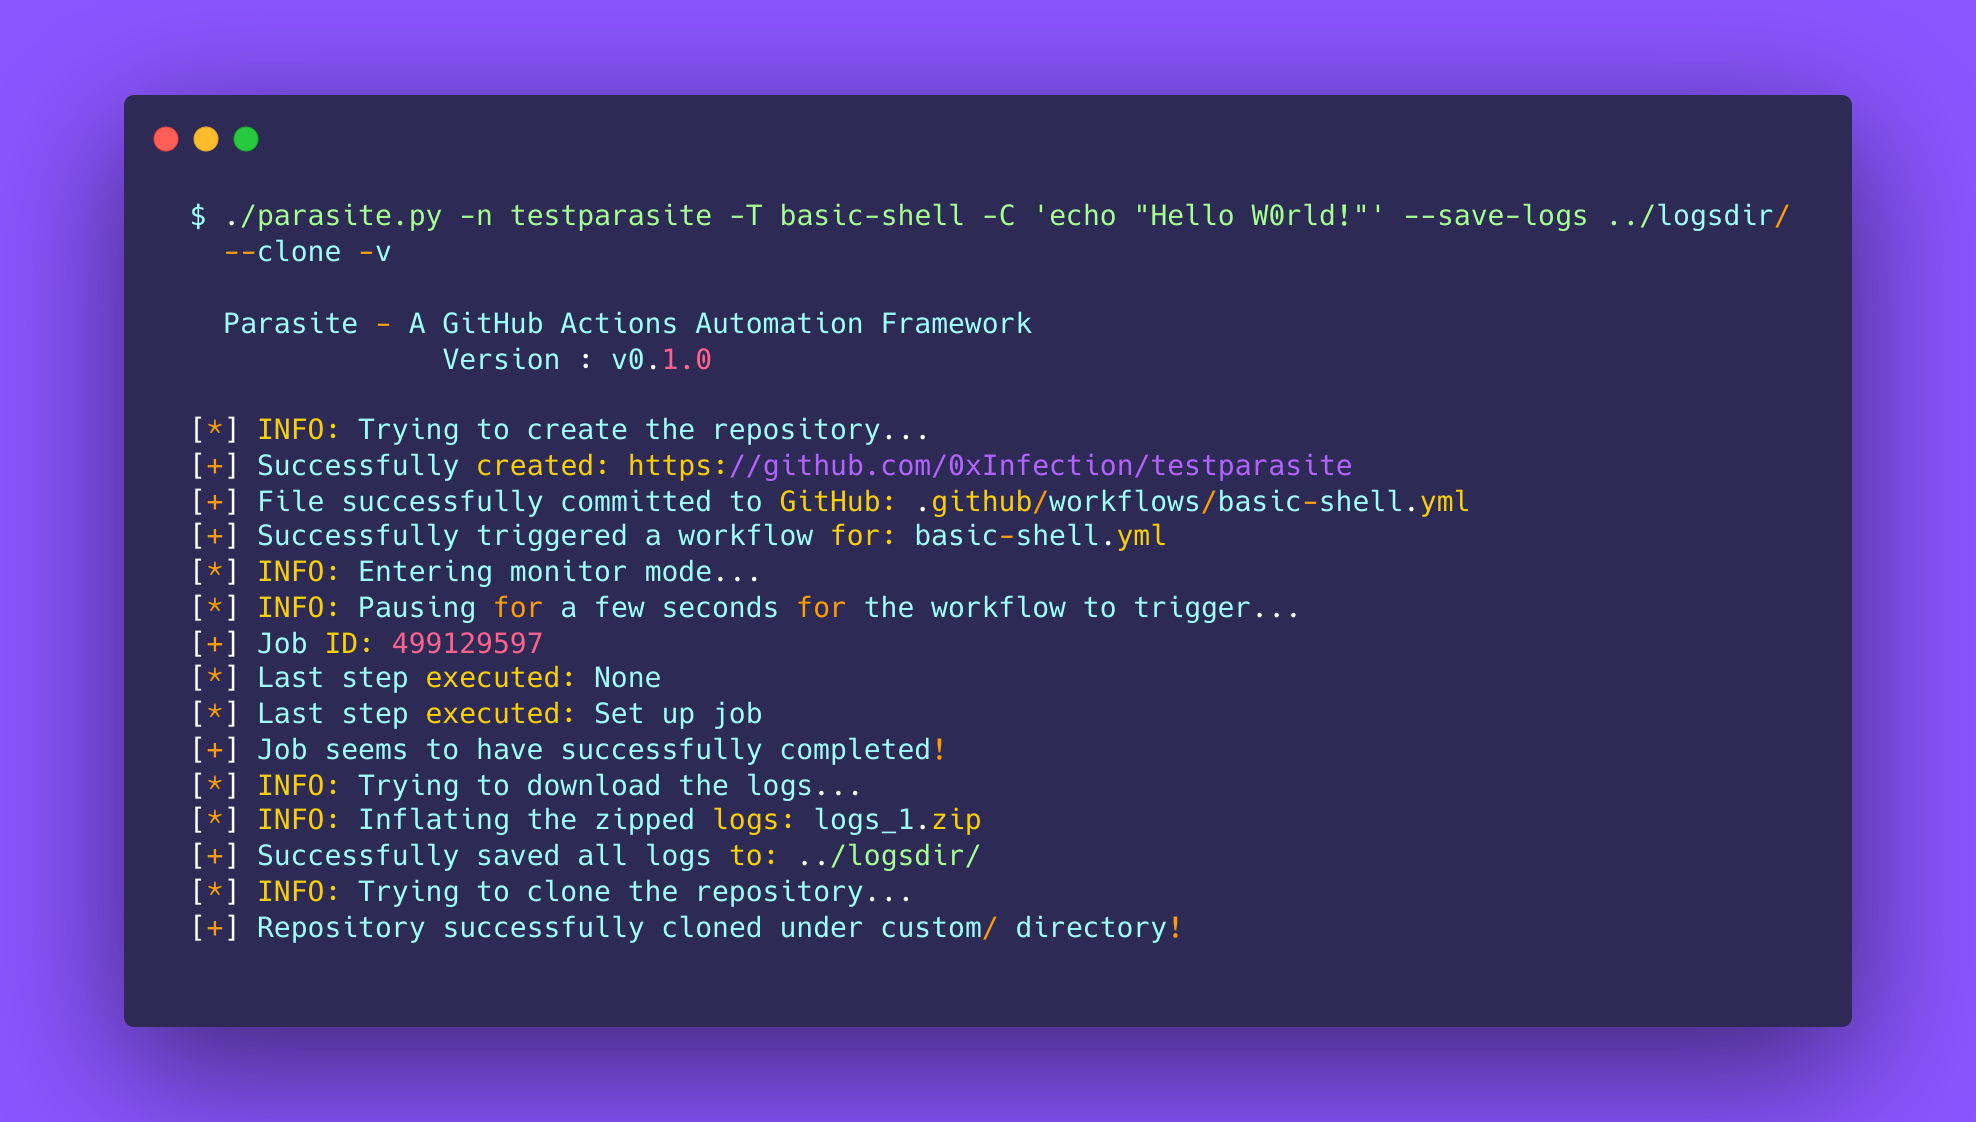 $ ./parasite.py -n testparasite -T basic-shell -C 'echo "Hello W0rld!"' --save-logs ../logsdir/
--clone -v
Parasite - A GitHub Actions Automation Framework
Version : v0.1.0
[*] INFO: Trying to create the repository...
[+] Successfully created: https://github.com/0xInfection/testparasite
[+] File successfully committed to GitHub: .github/workflows/basic-shell.yml
[+] Successfully triggered a workflow for: basic-shell.yml
[*] INFO: Entering monitor mode...
[*] INFO: Pausing for a few seconds for the workflow to trigger...
[+] Job ID: 499129597
[*] Last step executed: None
[*] Last step executed: Set up job
[+] Job seems to have successfully completed!
[*] INFO: Trying to download the logs...
[*] INFO: Inflating the zipped logs: logs_1.zip
[+] Successfully saved all logs to: ../logsdir/
[*] INFO: Trying to clone the repository...
[+] Repository successfully cloned under custom/ directory!